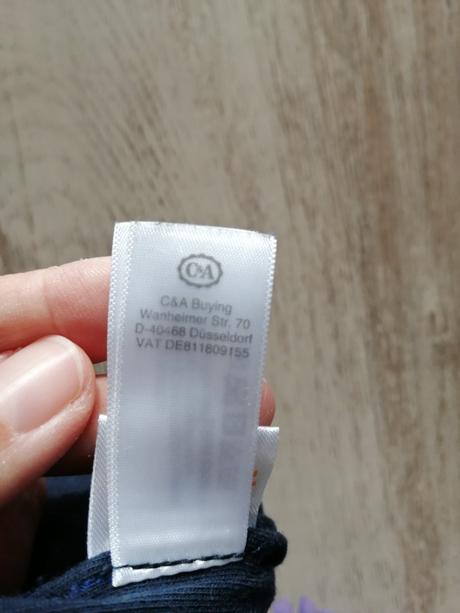 C&A
C&A Buying
Wanheimer Str. 70
D-40468 Düsseldorf
VAT DE811809155